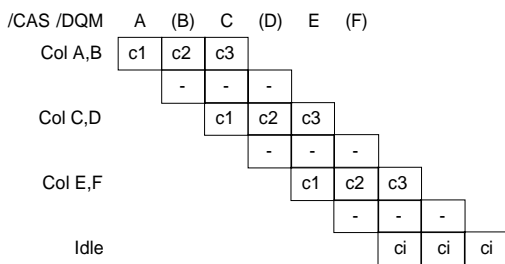 /CAS /DQM A (B) C (D) E (F)
Col A,B c1 c2 c3
- - -
Col C,D c1 c2 c3
- - -
Col E,F c1 c2 c3
- - -
Idle ci ci ci